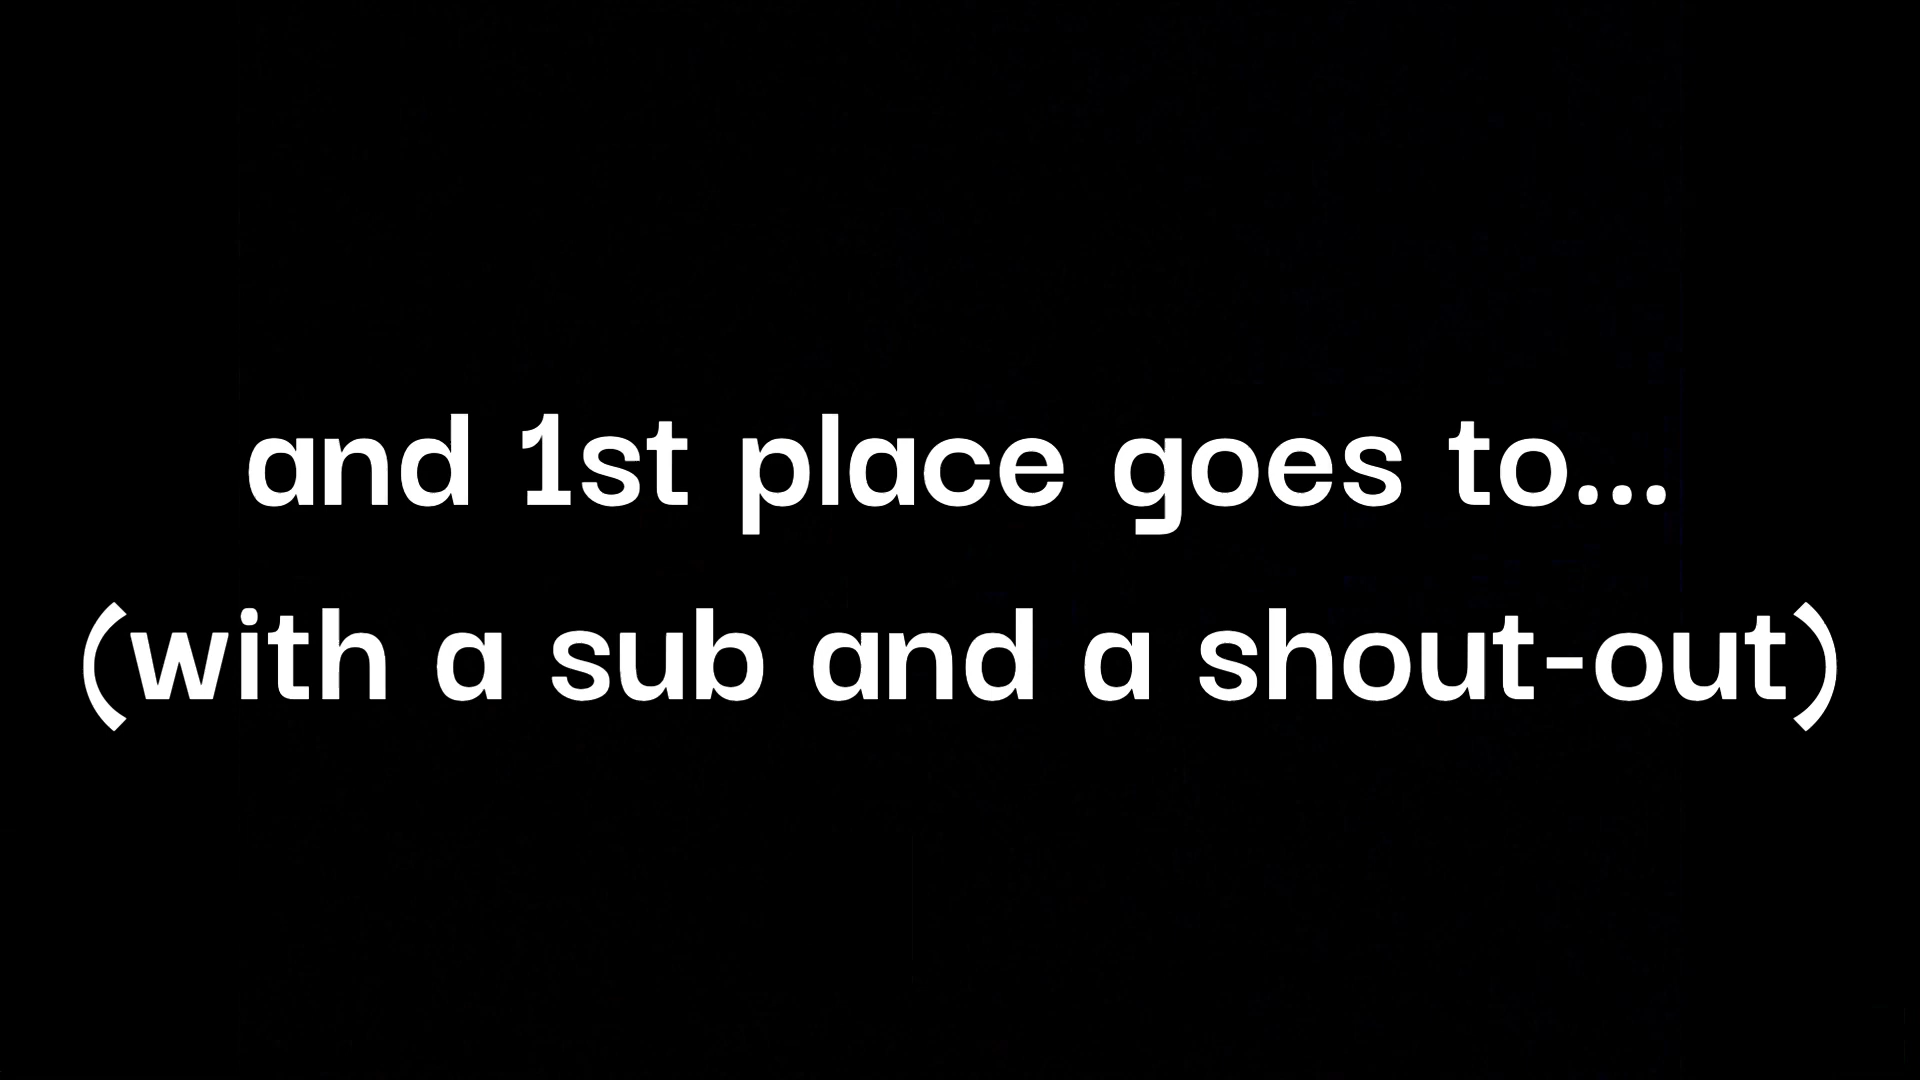 and 1st place goes to...
(with a sub and a shout-out)